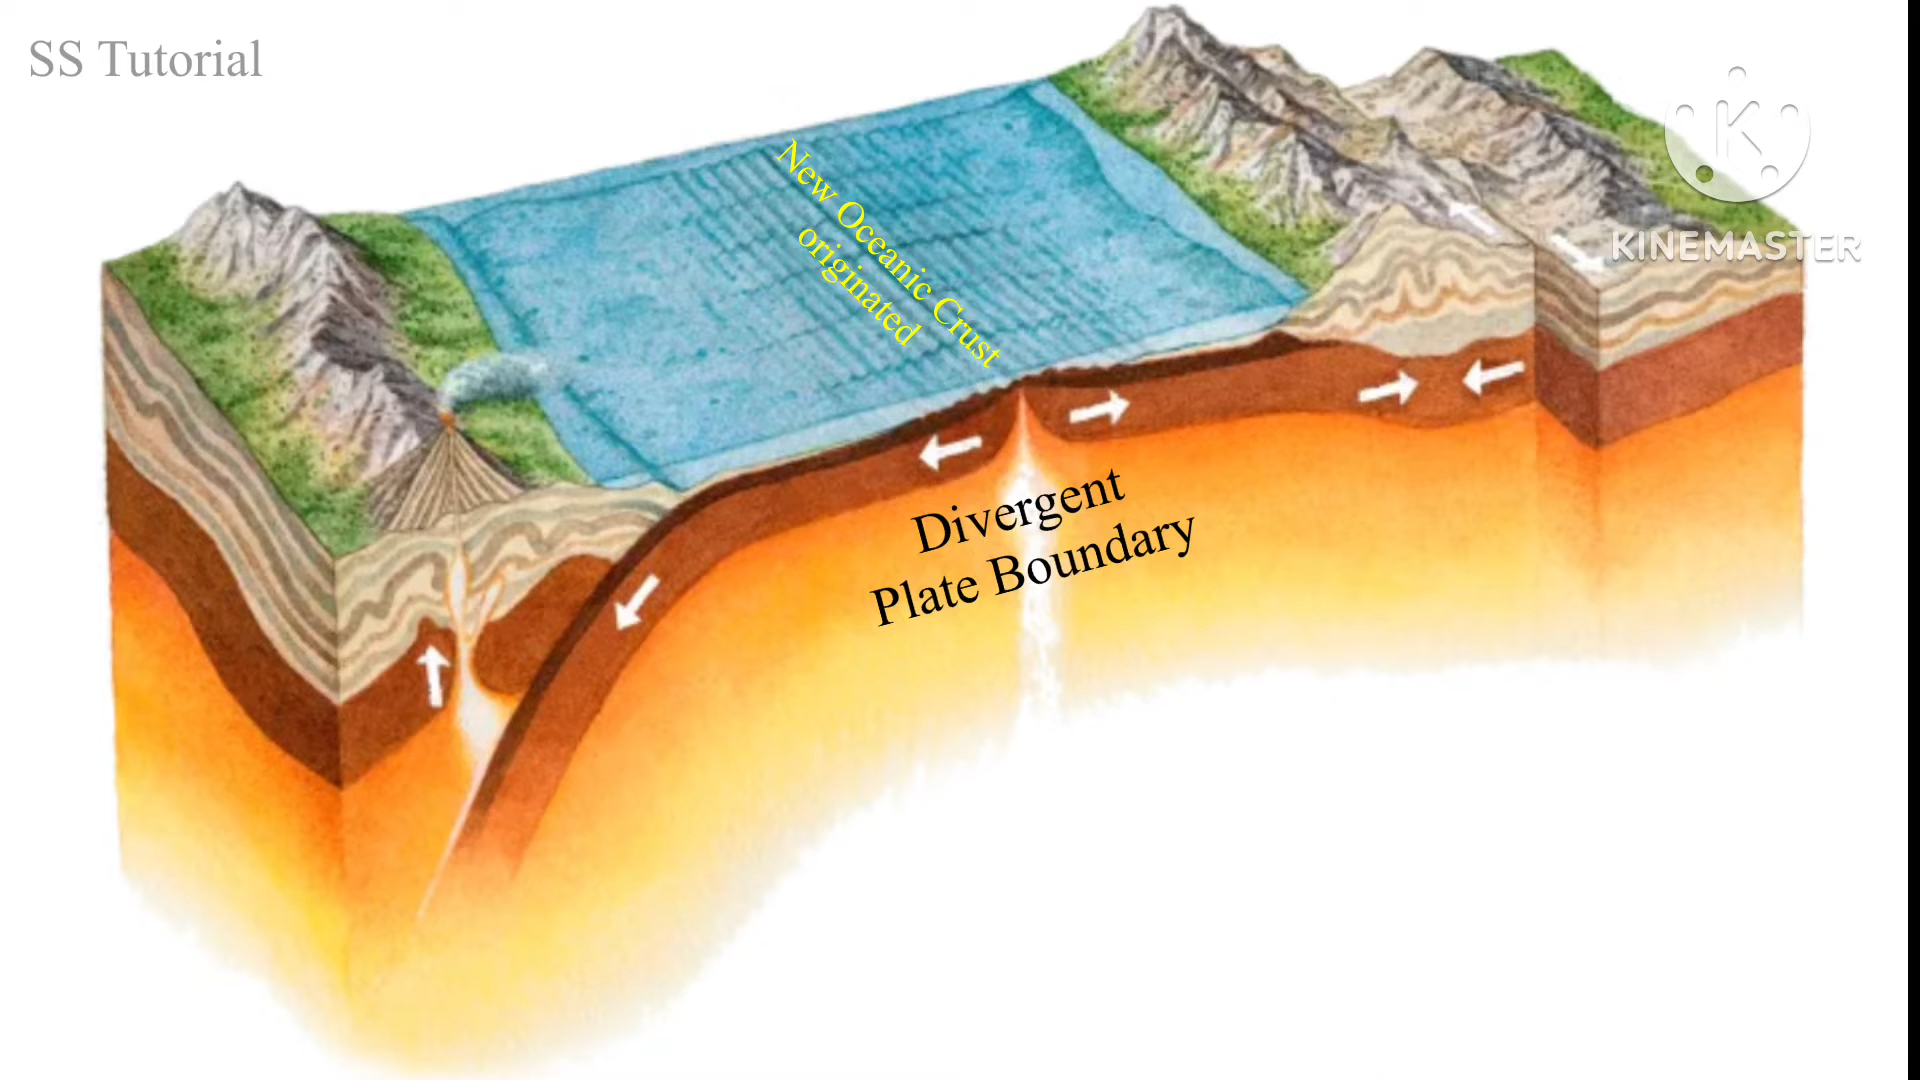 SS Tutorial
New Oceanic Crust
originated
KINEMASTER
Divergent
Plate Boundary